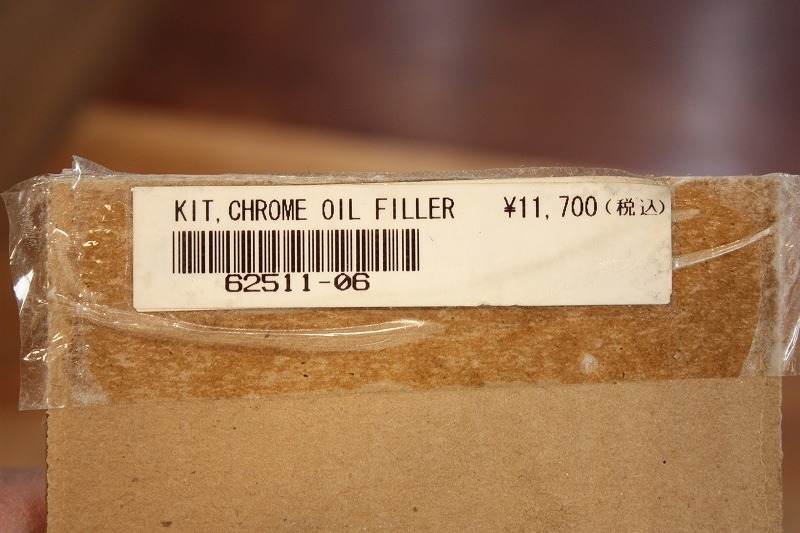 KIT,CHROME OIL FILLER ¥11,700(税込)
62511-06